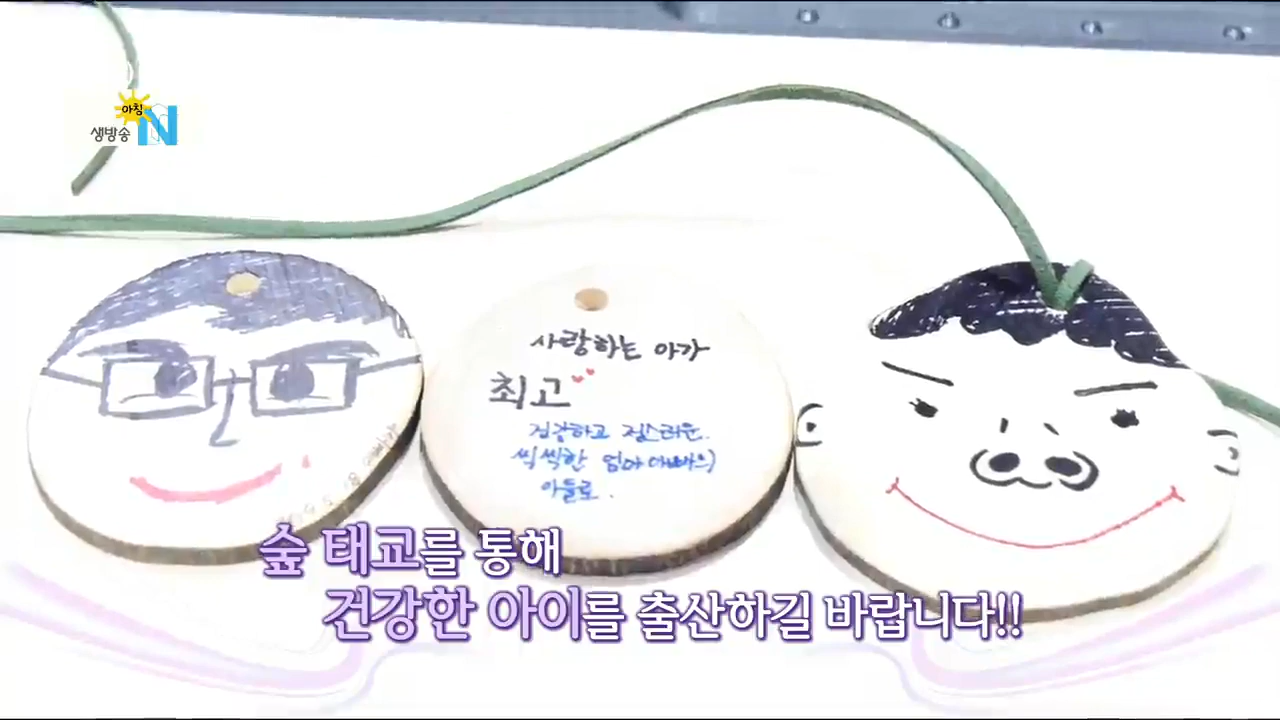 아침
생방송 N
사랑하는 아가
최고
건강하고 점스러운.
씩씩한 엄마아빠의
아들로.
숲 태교를 통해
건강한 아이를 출산하길 바랍니다!!